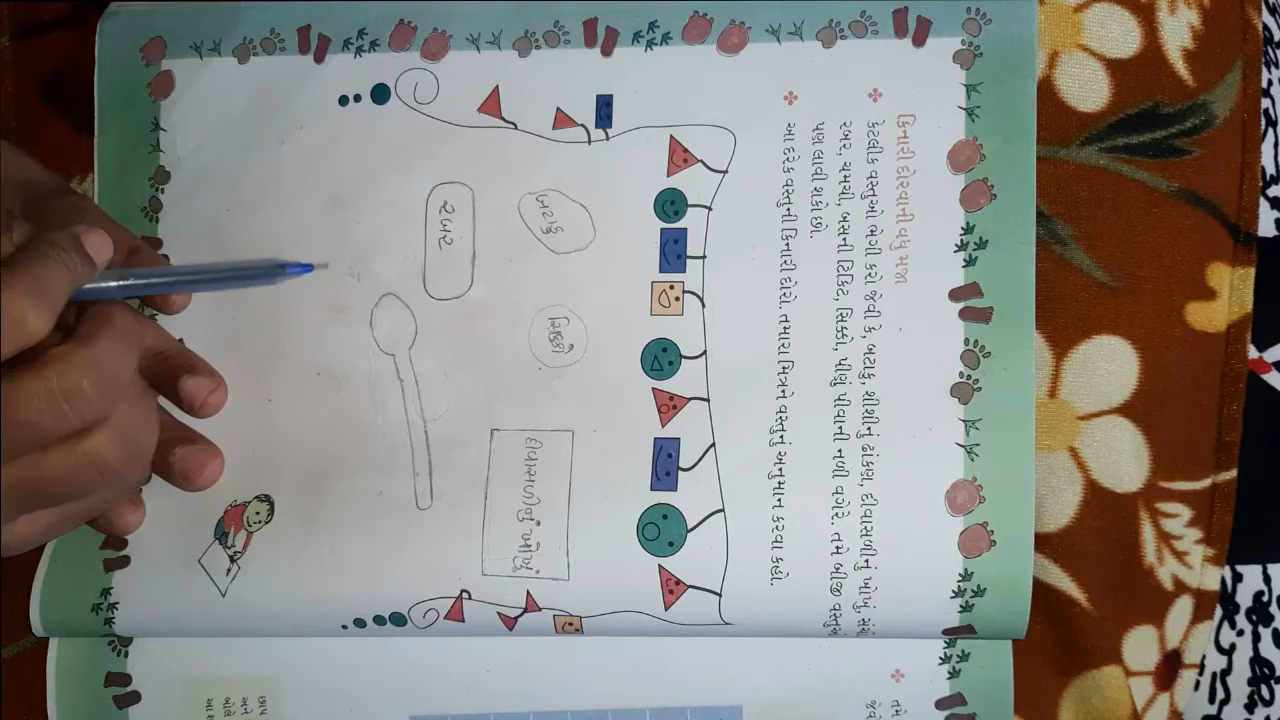 કિનારી દોરવાની વધુ મજા
કેટલીક વસ્તુઓ ભેગી કરો જેવી કે, બટાકુ, શીશીનું ઢાંકણ, દીવાસળીનું ખોખું, સંચો
રબર, ચમચી, બસની ટિકિટ, સિક્કો, પીણું પીવાની નળી વગેરે. તમે બીજી વસ્તુઓ
પણ લાવી શકો છો.
આ દરેક વસ્તુની કિનારી દોરો. તમારા મિત્રને વસ્તુનું અનુમાન કરવા કહો.
બટાકુ
સિક્કો
દીવાસળીનું ખોખું
રબર
તમે